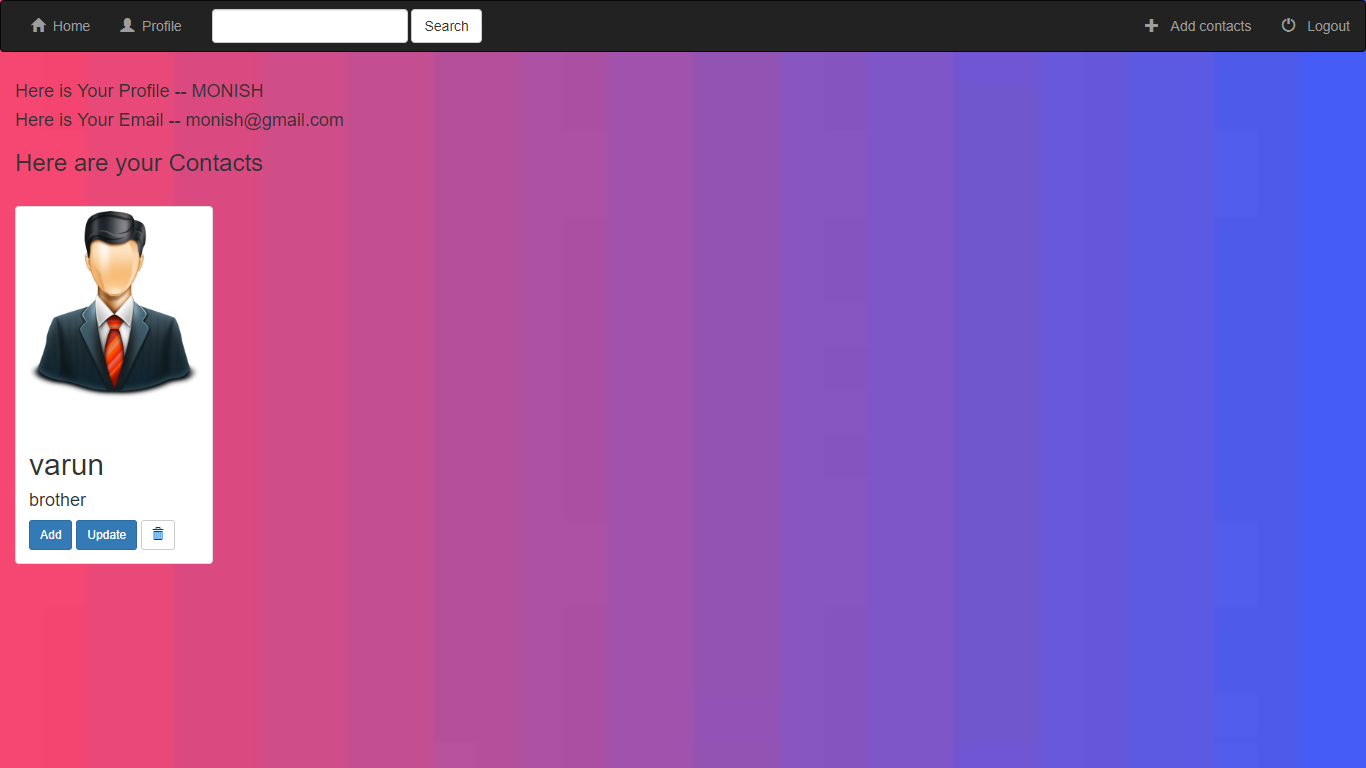 Home Profile Search Add contacts Logout
Here is Your Profile -- MONISH
Here is Your Email -- monish@gmail.com
Here are your Contacts
varun
brother
Add Update